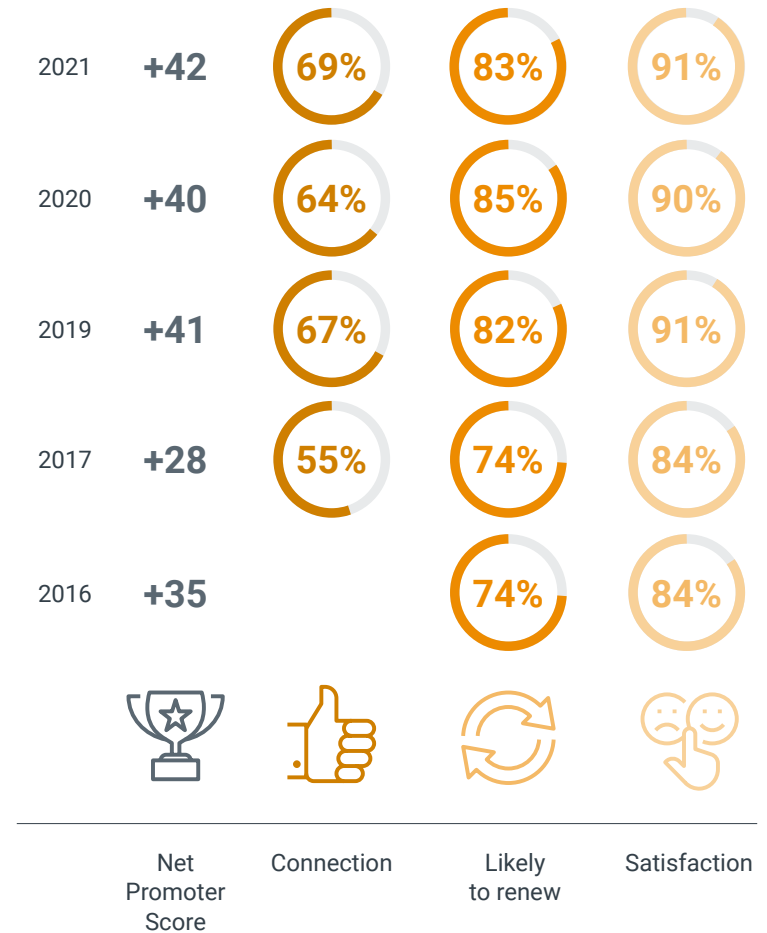 2021 +42 69% 83% 91%
2020 +40 64% 85% 90%
2019 +41 67% 82% 91%
2017 +28 55% 74% 84%
2016 +35 74% 84%
Net Promoter Score
Connection
Likely to renew
Satisfaction